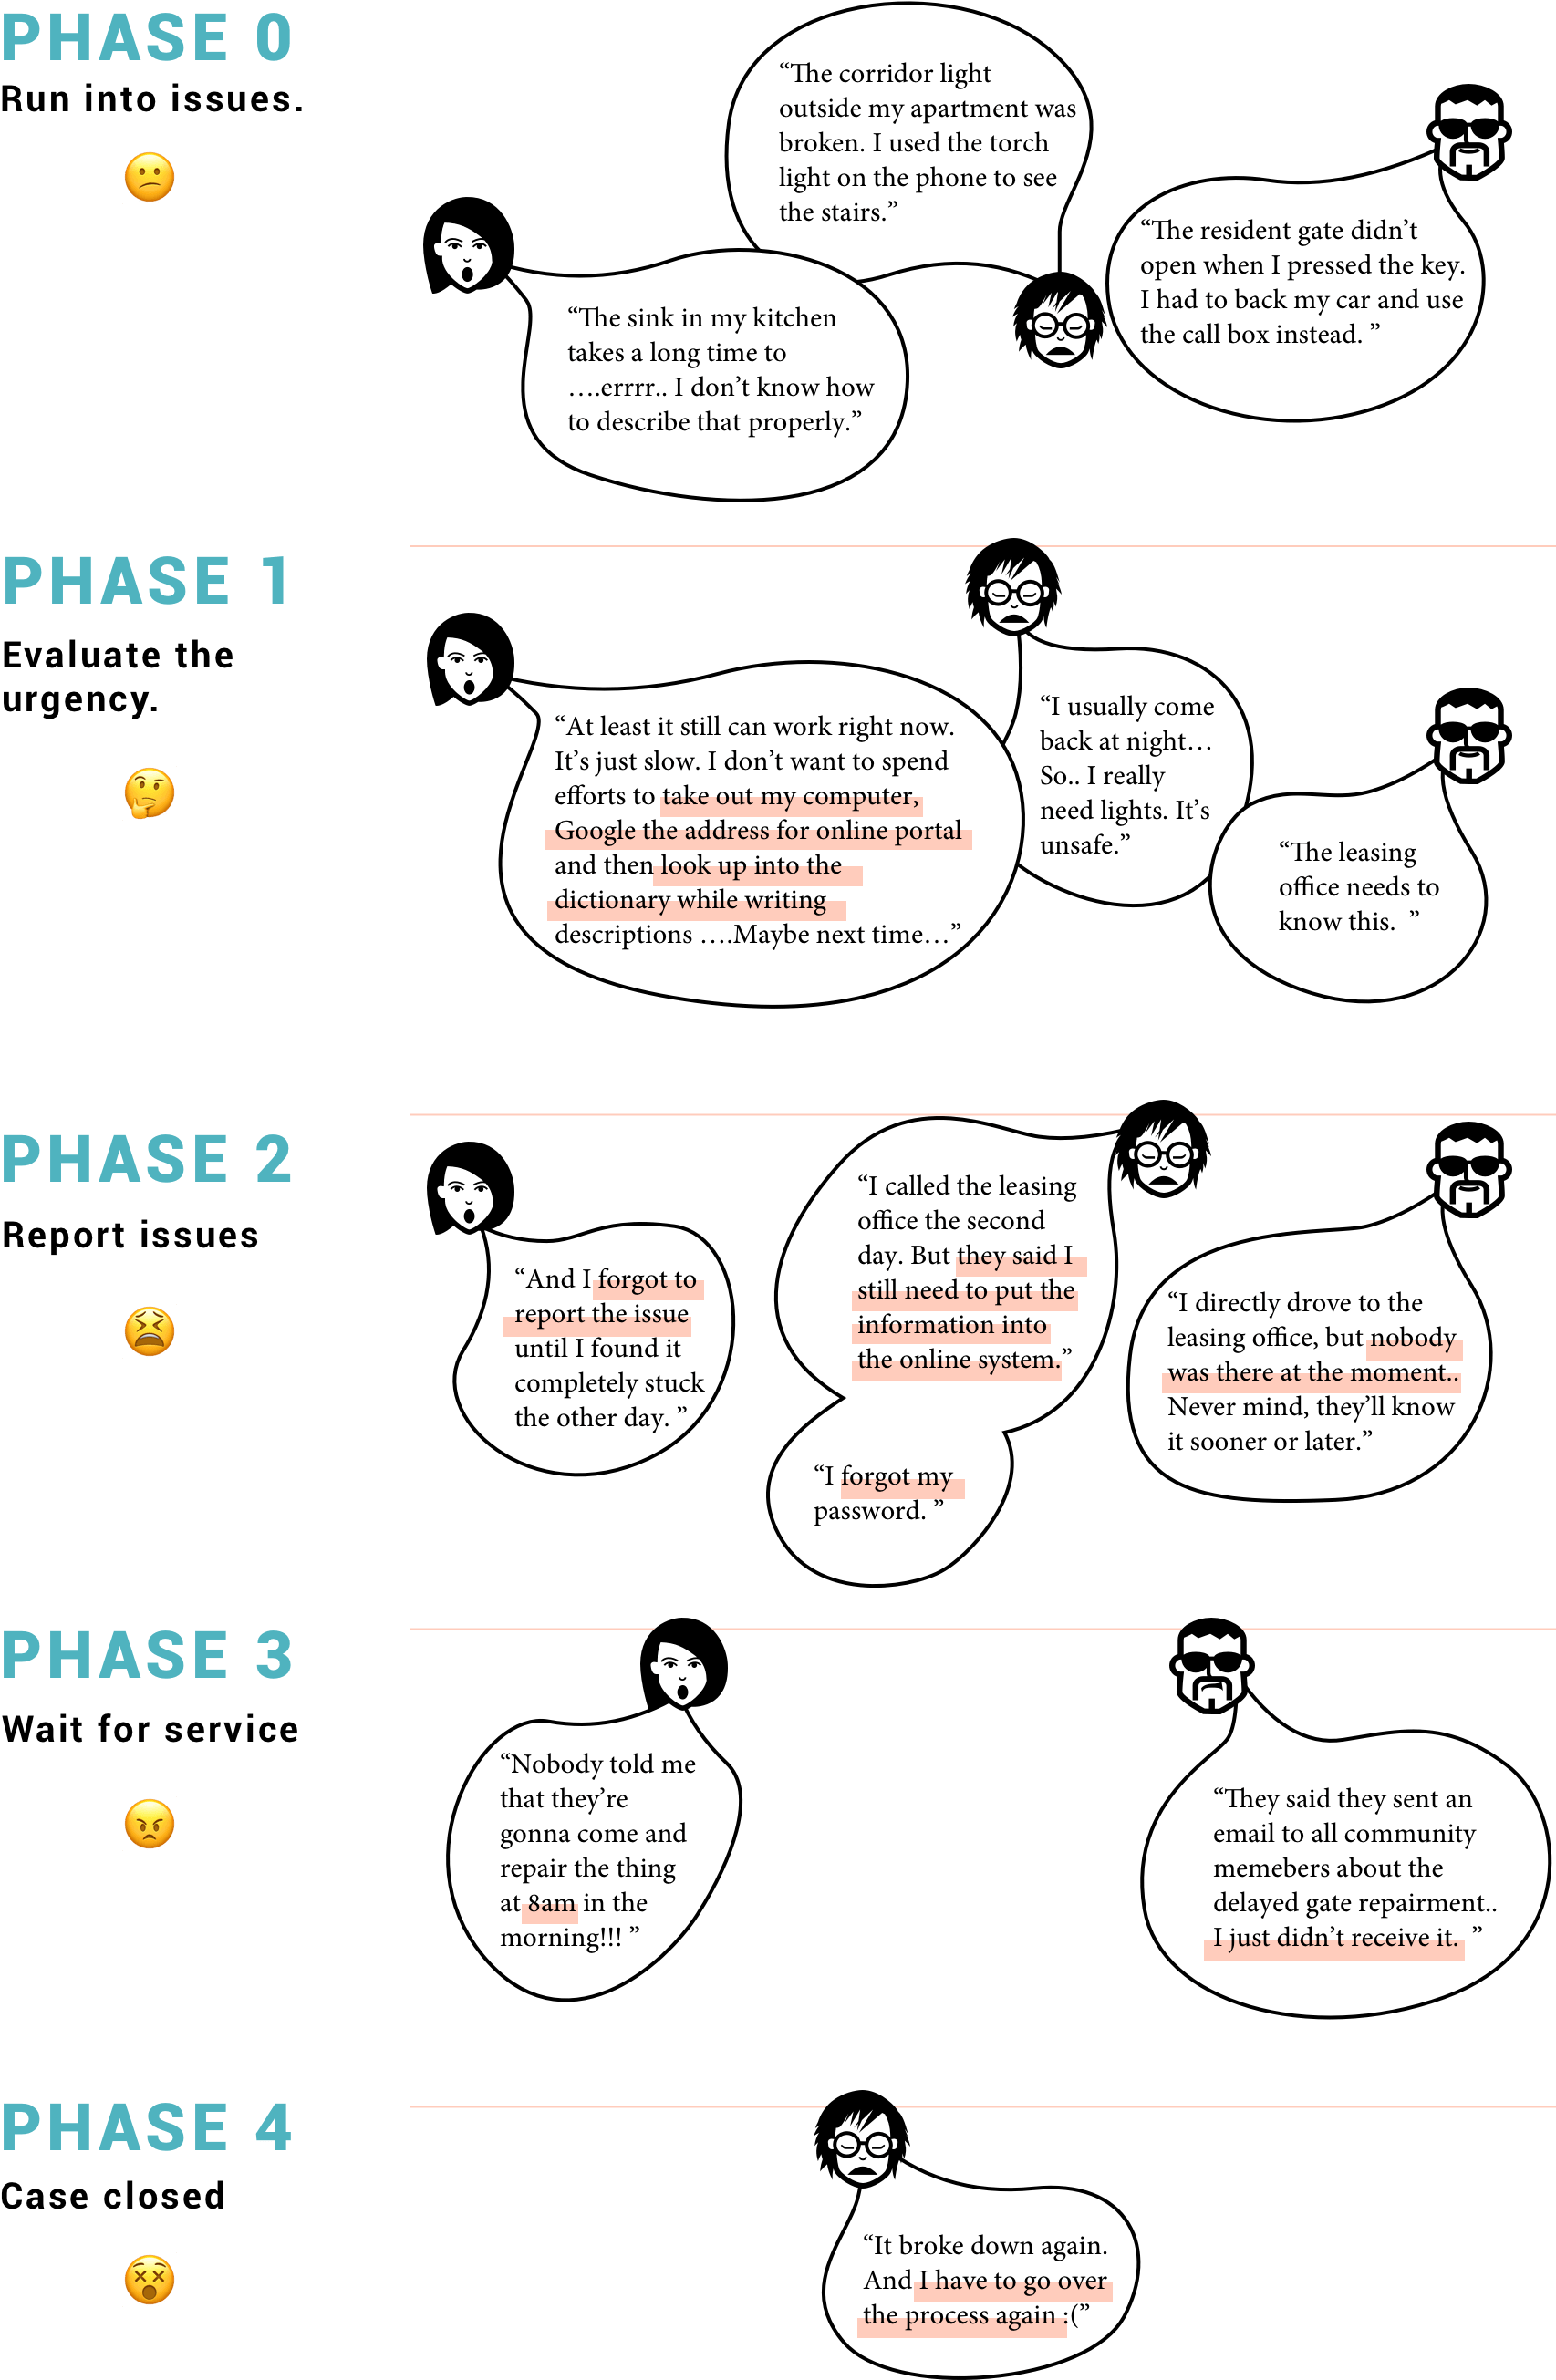 PHASE 0
Run into issues.
“The corridor light
outside my apartment was
broken. I used the torch
light on the phone to see
the stairs.”
“The sink in my kitchen
takes a long time to
….errrr.. I don’t know how
to describe that properly.”
“The resident gate didn’t
open when I pressed the key.
I had to back my car and use
the call box instead. ”
PHASE 1
Evaluate the
urgency.
“At least it still can work right now.
It’s just slow. I don’t want to spend
efforts to take out my computer,
Google the address for online portal
and then look up into the
dictionary while writing
descriptions ….Maybe next time…”
“I usually come
back at night…
So.. I really
need lights. It’s
unsafe.”
“The leasing
office needs to
know this. ”
PHASE 2
Report issues
“And I forgot to
report the issue
until I found it
completely stuck
the other day. ”
“I called the leasing
office the second
day. But they said I
still need to put the
information into
the online system.”
“I forgot my
password. ”
“I directly drove to the
leasing office, but nobody
was there at the moment..
Never mind, they’ll know
it sooner or later.”
PHASE 3
Wait for service
“Nobody told me
that they’re
gonna come and
repair the thing
at 8am in the
morning!!! ”
“They said they sent an
email to all community
memebers about the
delayed gate repairment..
I just didn’t receive it. ”
PHASE 4
Case closed
“It broke down again.
And I have to go over
the process again :(”